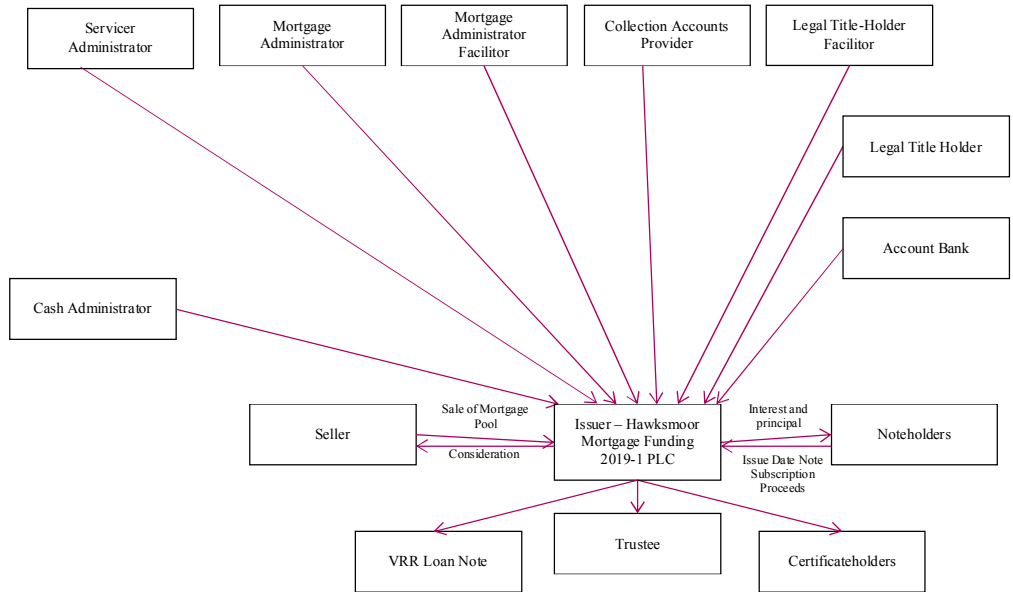 Servicer
Administrator
Mortgage
Administrator
Mortgage
Administrator
Facilitor
Collection Accounts
Provider
Legal Title-Holder
Facilitor
Legal Title Holder
Account Bank
Cash Administrator
Seller
Sale of Mortgage
Pool
Consideration
Issuer – Hawksmoor
Mortgage Funding
2019-1 PLC
Interest and
principal
Issue Date Note
Subscription
Proceeds
Noteholders
VRR Loan Note
Trustee
Certificateholders